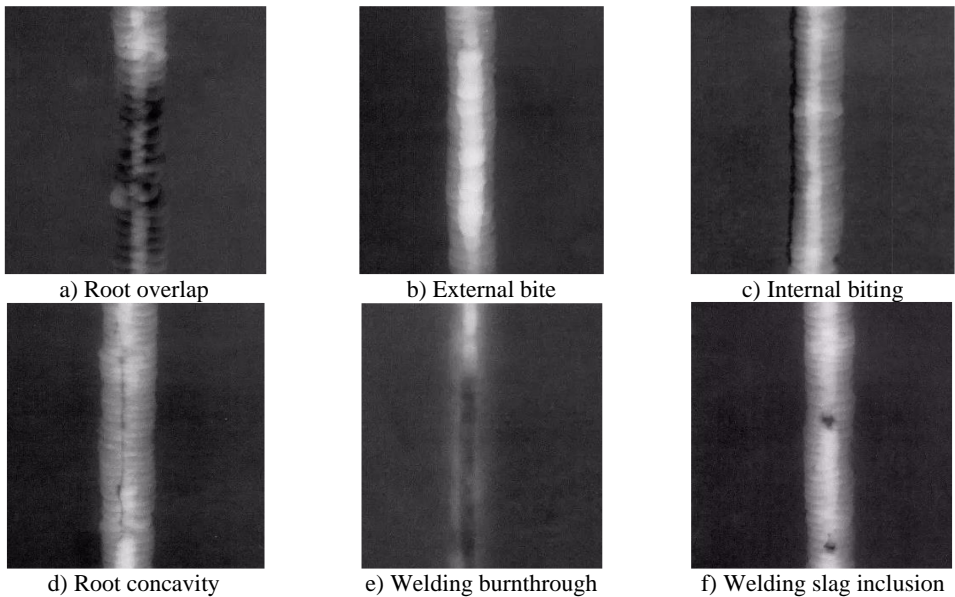 a) Root overlap
b) External bite
c) Internal biting
d) Root concavity
e) Welding burnthrough
f) Welding slag inclusion